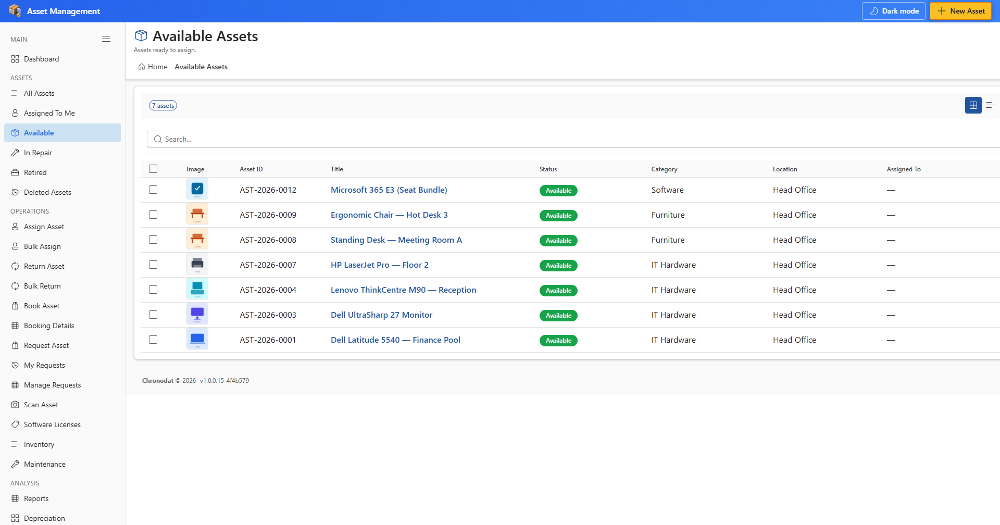 Asset Management
Dark mode
New Asset
MAIN
Dashboard
ASSETS
All Assets
Assigned To Me
Available
In Repair
Retired
Deleted Assets
OPERATIONS
Assign Asset
Bulk Assign
Return Asset
Bulk Return
Book Asset
Booking Details
Request Asset
My Requests
Manage Requests
Scan Asset
Software Licenses
Inventory
Maintenance
ANALYSIS
Reports
Depreciation
Available Assets
Assets ready to assign.
Home Available Assets
7 assets
Search...
Image Asset ID Title Status Category Location Assigned To
AST-2026-0012 Microsoft 365 E3 (Seat Bundle) Available Software Head Office —
AST-2026-0009 Ergonomic Chair — Hot Desk 3 Available Furniture Head Office —
AST-2026-0008 Standing Desk — Meeting Room A Available Furniture Head Office —
AST-2026-0007 HP LaserJet Pro — Floor 2 Available IT Hardware Head Office —
AST-2026-0004 Lenovo ThinkCentre M90 — Reception Available IT Hardware Head Office —
AST-2026-0003 Dell UltraSharp 27 Monitor Available IT Hardware Head Office —
AST-2026-0001 Dell Latitude 5540 — Finance Pool Available IT Hardware Head Office —
Chronodat © 2026 v1.0.0.15-4f4b579